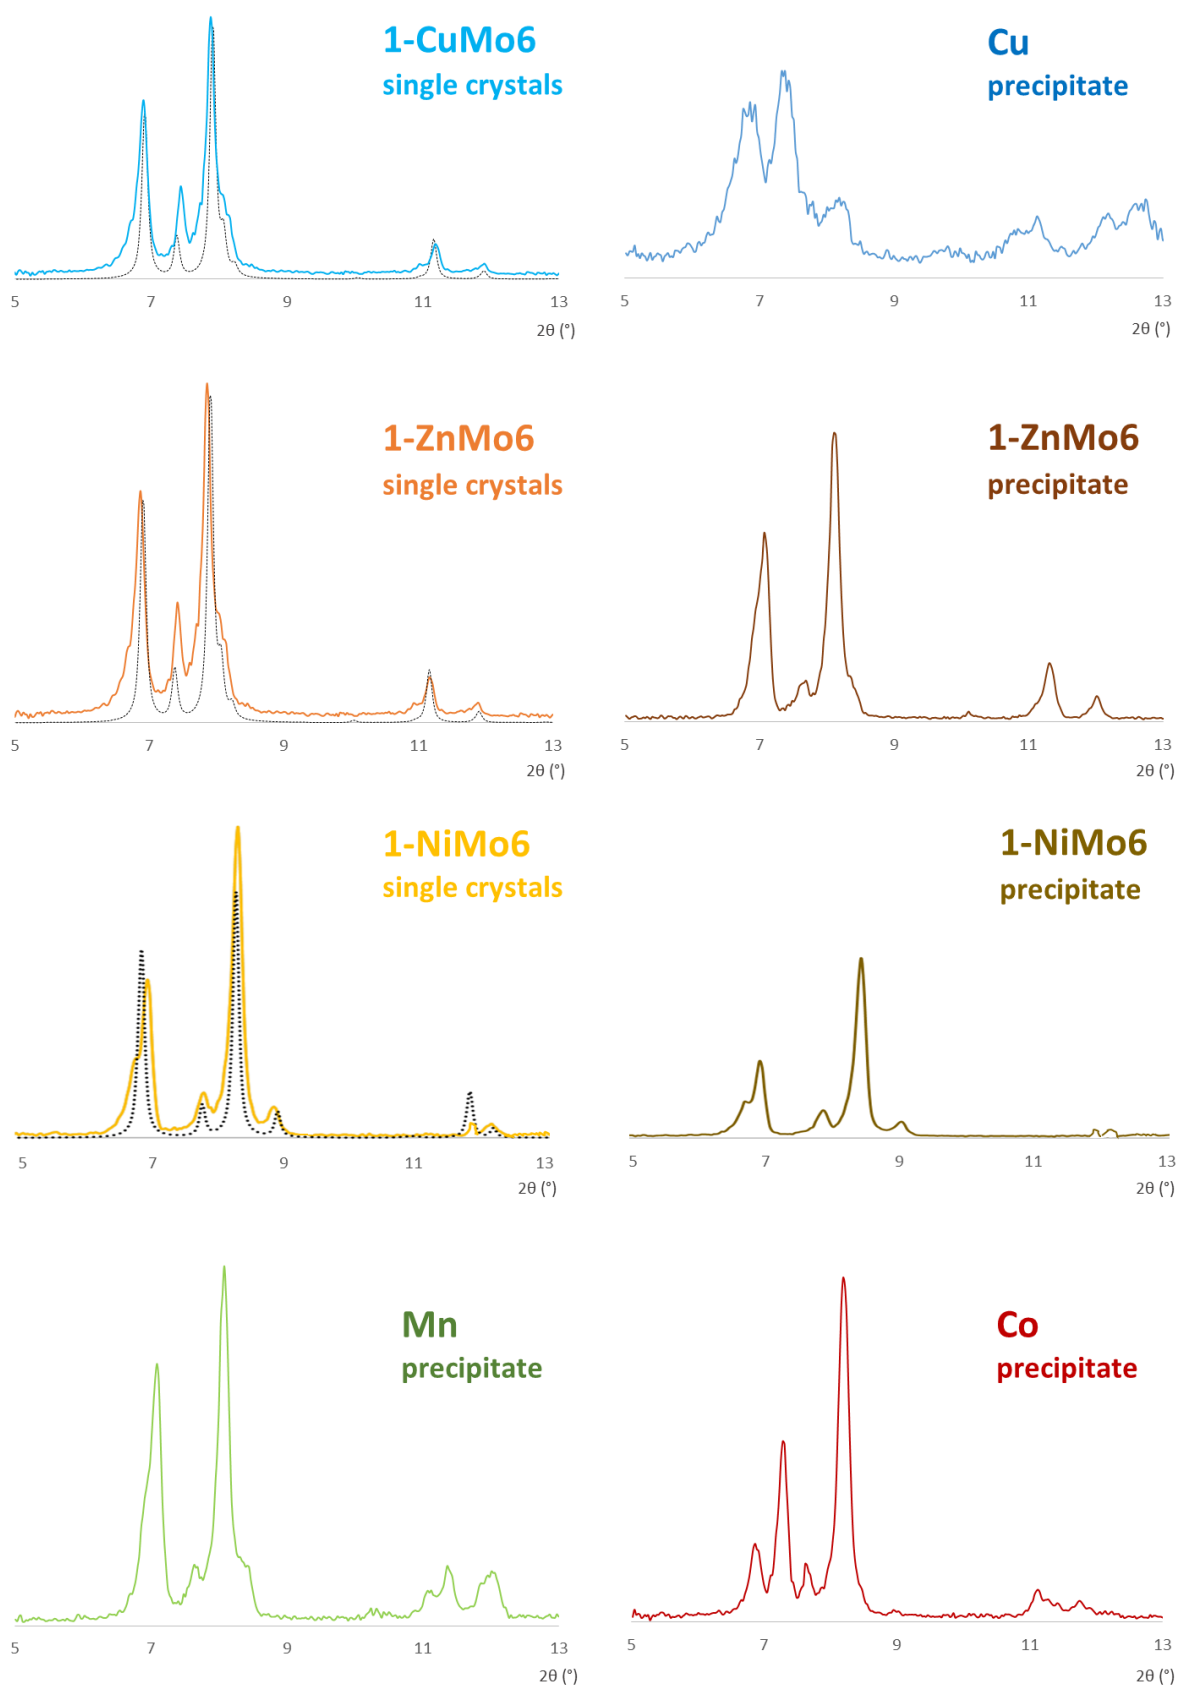 1-CuMo6
single crystals
5 7 9 11 13
2θ (°)
Cu
precipitate
5 7 9 11 13
2θ (°)
1-ZnMo6
single crystals
5 7 9 11 13
2θ (°)
1-ZnMo6
precipitate
5 7 9 11 13
2θ (°)
1-NiMo6
single crystals
5 7 9 11 13
2θ (°)
1-NiMo6
precipitate
5 7 9 11 13
2θ (°)
Mn
precipitate
5 7 9 11 13
2θ (°)
Co
precipitate
5 7 9 11 13
2θ (°)